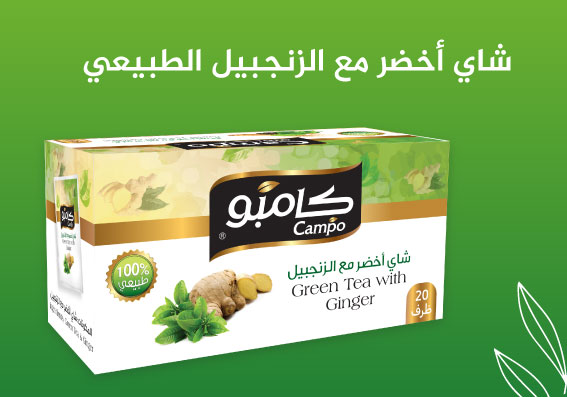 شاي أخضر مع الزنجبيل الطبيعي
Campo
كامبو
®
Campo
100%
طبيعي
شاي أخضر مع الزنجبيل
Green Tea with
Ginger
20
ظرف